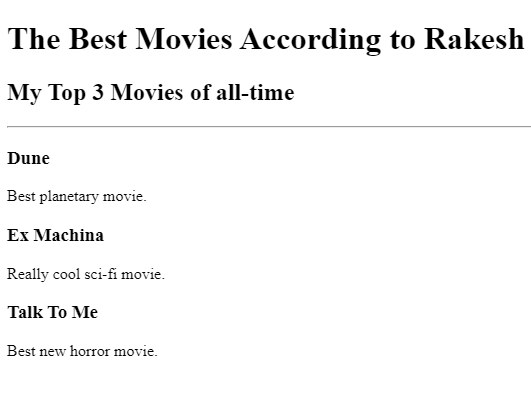 The Best Movies According to Rakesh
My Top 3 Movies of all-time
Dune
Best planetary movie.
Ex Machina
Really cool sci-fi movie.
Talk To Me
Best new horror movie.